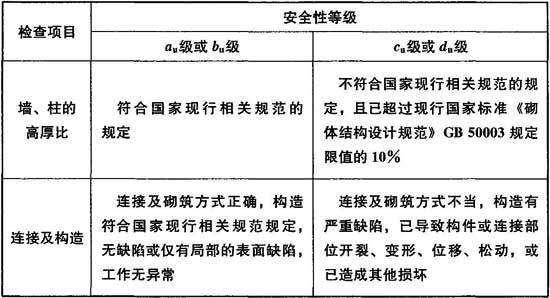 检查项目
安全性等级
au级或 bu级
cu级或 du级
墙、柱的
高厚比
符合国家现行相关规范的
规定
不符合国家现行相关规范的规
定，且已超过现行国家标准《砌
体结构设计规范》GB 50003 规定
限值的 10%
连接及构造
连接及砌筑方式正确，构造
符合国家现行相关规范规定，
无缺陷或仅有局部的表面缺陷，
工作无异常
连接及砌筑方式不当，构造有
严重缺陷，已导致构件或连接部
位开裂、变形、位移、松动，或
已造成其他损坏